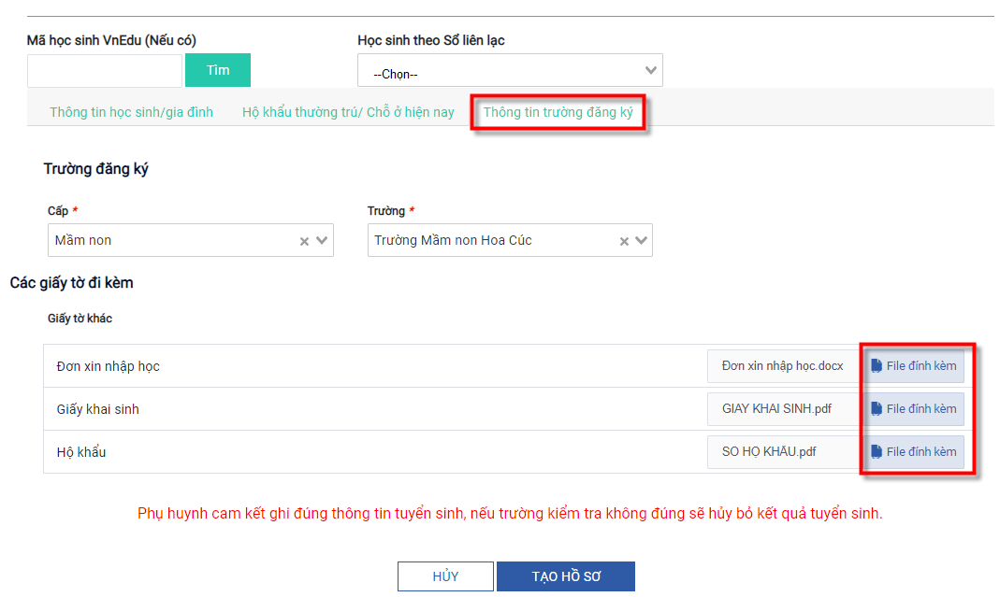 Mã học sinh VnEdu (Nếu có)
Học sinh theo Sổ liên lạc
Tìm
--Chọn--
Thông tin học sinh/gia đình
Hộ khẩu thường trú/ Chỗ ở hiện nay
Thông tin trường đăng ký
Trường đăng ký
Cấp *
Trường *
Mầm non
Trường Mầm non Hoa Cúc
Các giấy tờ đi kèm
Giấy tờ khác
Đơn xin nhập học
Đơn xin nhập học.docx
File đính kèm
Giấy khai sinh
GIAY KHAI SINH.pdf
File đính kèm
Hộ khẩu
SO HỌ KHẨU.pdf
File đính kèm
Phụ huynh cam kết ghi đúng thông tin tuyển sinh, nếu trường kiểm tra không đúng sẽ hủy bỏ kết quả tuyển sinh.
HỦY
TẠO HỒ SƠ